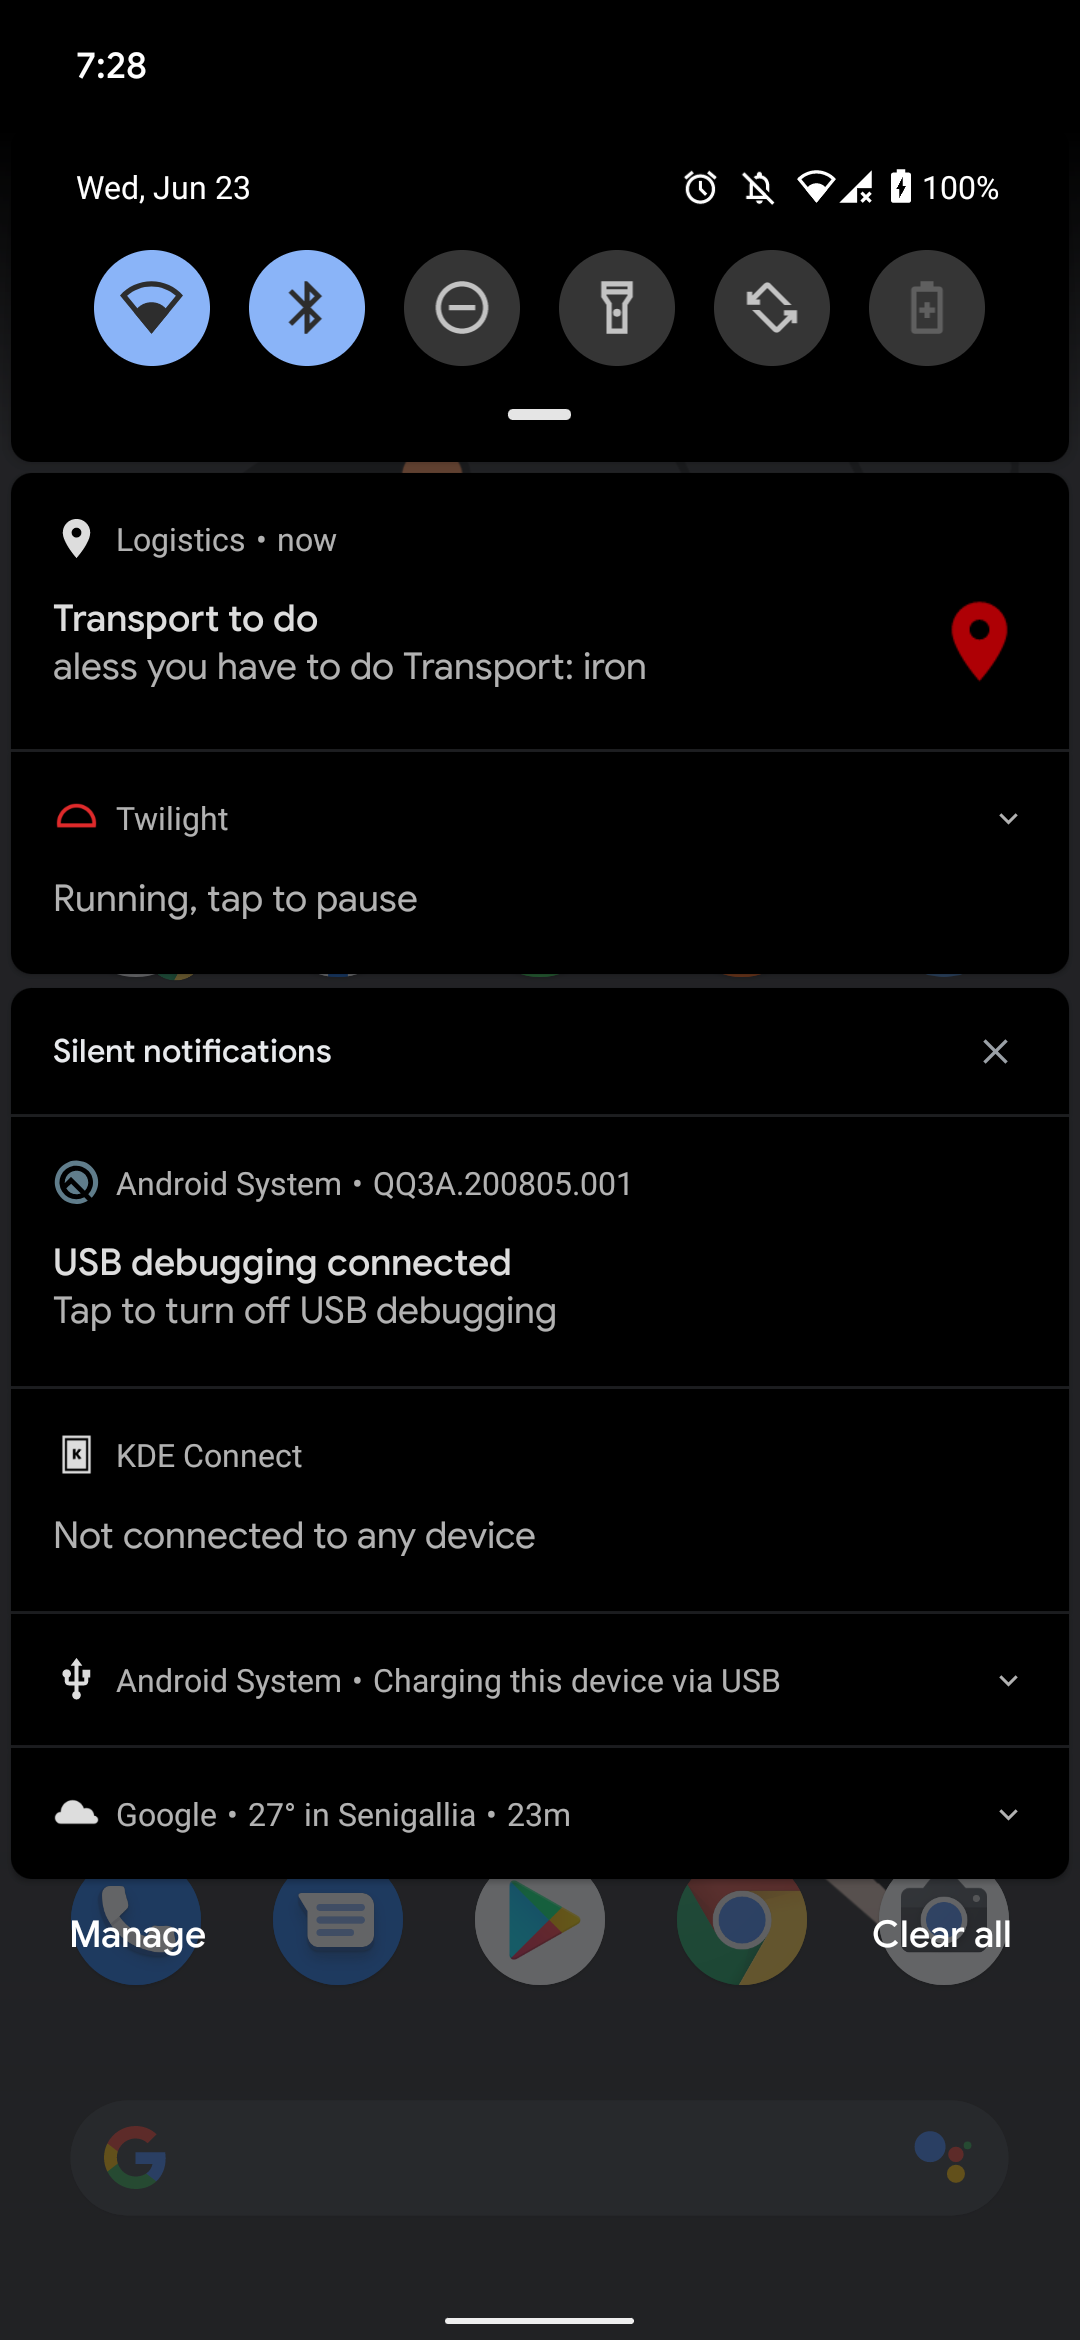 7:28
Wed, Jun 23
100%
Logistics • now
Transport to do
aless you have to do Transport: iron
Twilight
Running, tap to pause
Silent notifications
Android System • QQ3A.200805.001
USB debugging connected
Tap to turn off USB debugging
K KDE Connect
Not connected to any device
Android System • Charging this device via USB
Google • 27° in Senigallia • 23m
Manage
Clear all
G